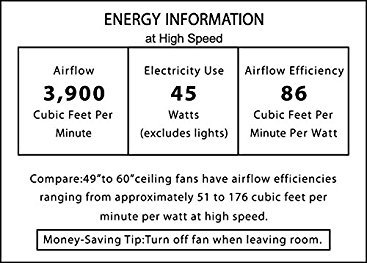 ENERGY INFORMATION
at High Speed
Airflow
3,900
Cubic Feet Per
Minute
Electricity Use
45
Watts
(excludes lights)
Airflow Efficiency
86
Cubic Feet Per
Minute Per Watt
Compare:49"to 60"ceiling fans have airflow efficiencies
ranging from approximately 51 to 176 cubic feet per
minute per watt at high speed.
Money-Saving Tip:Turn off fan when leaving room.